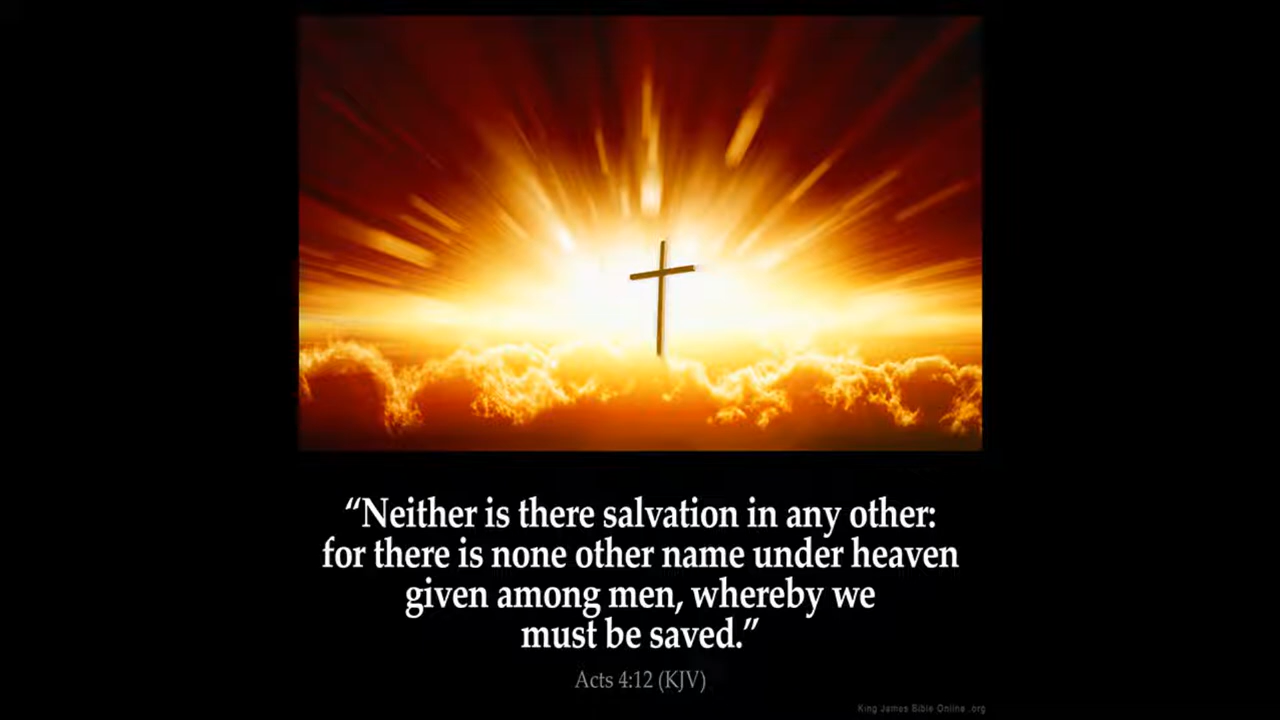 “Neither is there salvation in any other:
for there is none other name under heaven
given among men, whereby we
must be saved.”
Acts 4:12 (KJV)
King James Bible Online .org